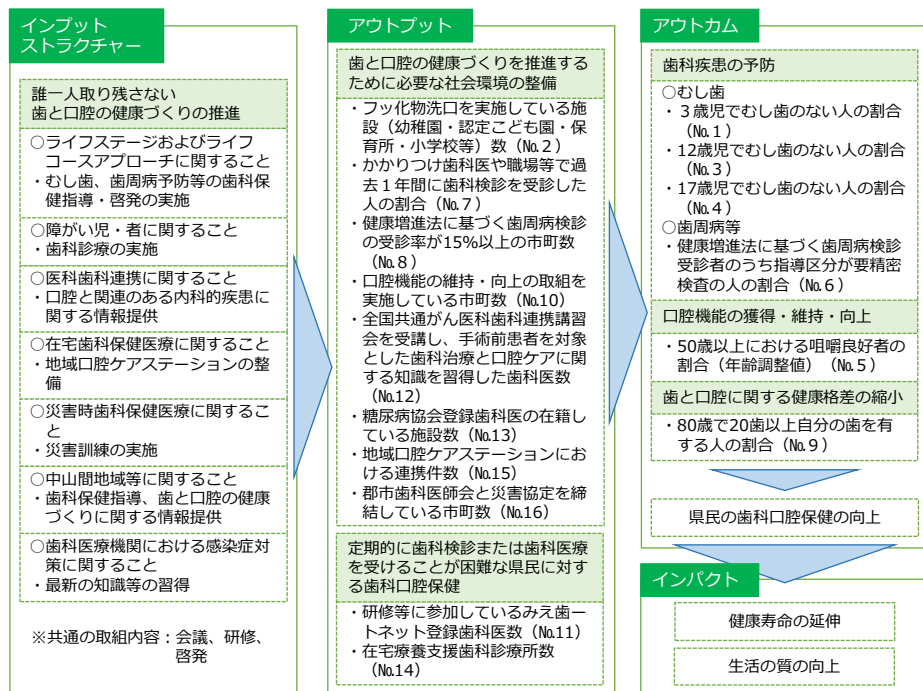 インプット
ストラクチャー
誰一人取り残さない
歯と口腔の健康づくりの推進
○ライフステージおよびライフ
コースアプローチに関すること
・むし歯、歯周病予防等の歯科保
健指導・啓発の実施
○障がい児・者に関すること
・歯科診療の実施
○医科歯科連携に関すること
・口腔と関連のある内科的疾患に
関する情報提供
○在宅歯科保健医療に関すること
・地域口腔ケアステーションの整
備
○災害時歯科保健医療に関するこ
と
・災害訓練の実施
○中山間地域等に関すること
・歯科保健指導、歯と口腔の健康
づくりに関する情報提供
○歯科医療機関における感染症対
策に関すること
・最新の知識等の習得
※共通の取組内容：会議、研修、
啓発
アウトプット
歯と口腔の健康づくりを推進する
ために必要な社会環境の整備
・フッ化物洗口を実施している施
設（幼稚園・認定こども園・保
育所・小学校等）数（№2）
・かかりつけ歯科医や職場等で過
去１年間に歯科検診を受診した
人の割合（№7）
・健康増進法に基づく歯周病検診
の受診率が15%以上の市町数
（№8）
・口腔機能の維持・向上の取組を
実施している市町数（№10）
・全国共通がん医科歯科連携講習
会を受講し、手術前患者を対象
とした歯科治療と口腔ケアに関
する知識を習得した歯科医数
（№12）
・糖尿病協会登録歯科医の在籍
している施設数（№13）
・地域口腔ケアステーションにお
ける連携件数（№15）
・郡市歯科医師会と災害協定を締
結している市町数（№16）
定期的に歯科検診または歯科医療
を受けることが困難な県民に対す
る歯科口腔保健
・研修等に参加しているみえ歯ー
トネット登録歯科医数（№11）
・在宅療養支援歯科診療所数
（№14）
アウトカム
歯科疾患の予防
○むし歯
・３歳児でむし歯のない人の割合
（№1）
・12歳児でむし歯のない人の割合
（№3）
・17歳児でむし歯のない人の割合
（№4）
○歯周病等
・健康増進法に基づく歯周病検診
受診者のうち指導区分が要精密
検査の人の割合（№6）
口腔機能の獲得・維持・向上
・50歳以上における咀嚼良好者の
割合（年齢調整値）（№5）
歯と口腔に関する健康格差の縮小
・80歳で20歯以上自分の歯を有
する人の割合（№9）
県民の歯科口腔保健の向上
インパクト
健康寿命の延伸
生活の質の向上